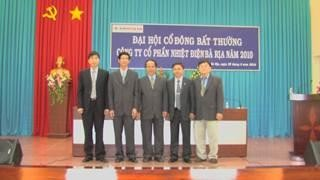 ĐẠI HỘI CỔ ĐÔNG BẤT THƯỜNG
CÔNG TY CỔ PHẦN NHIỆT ĐIỆN BÀ RỊA NĂM 2010